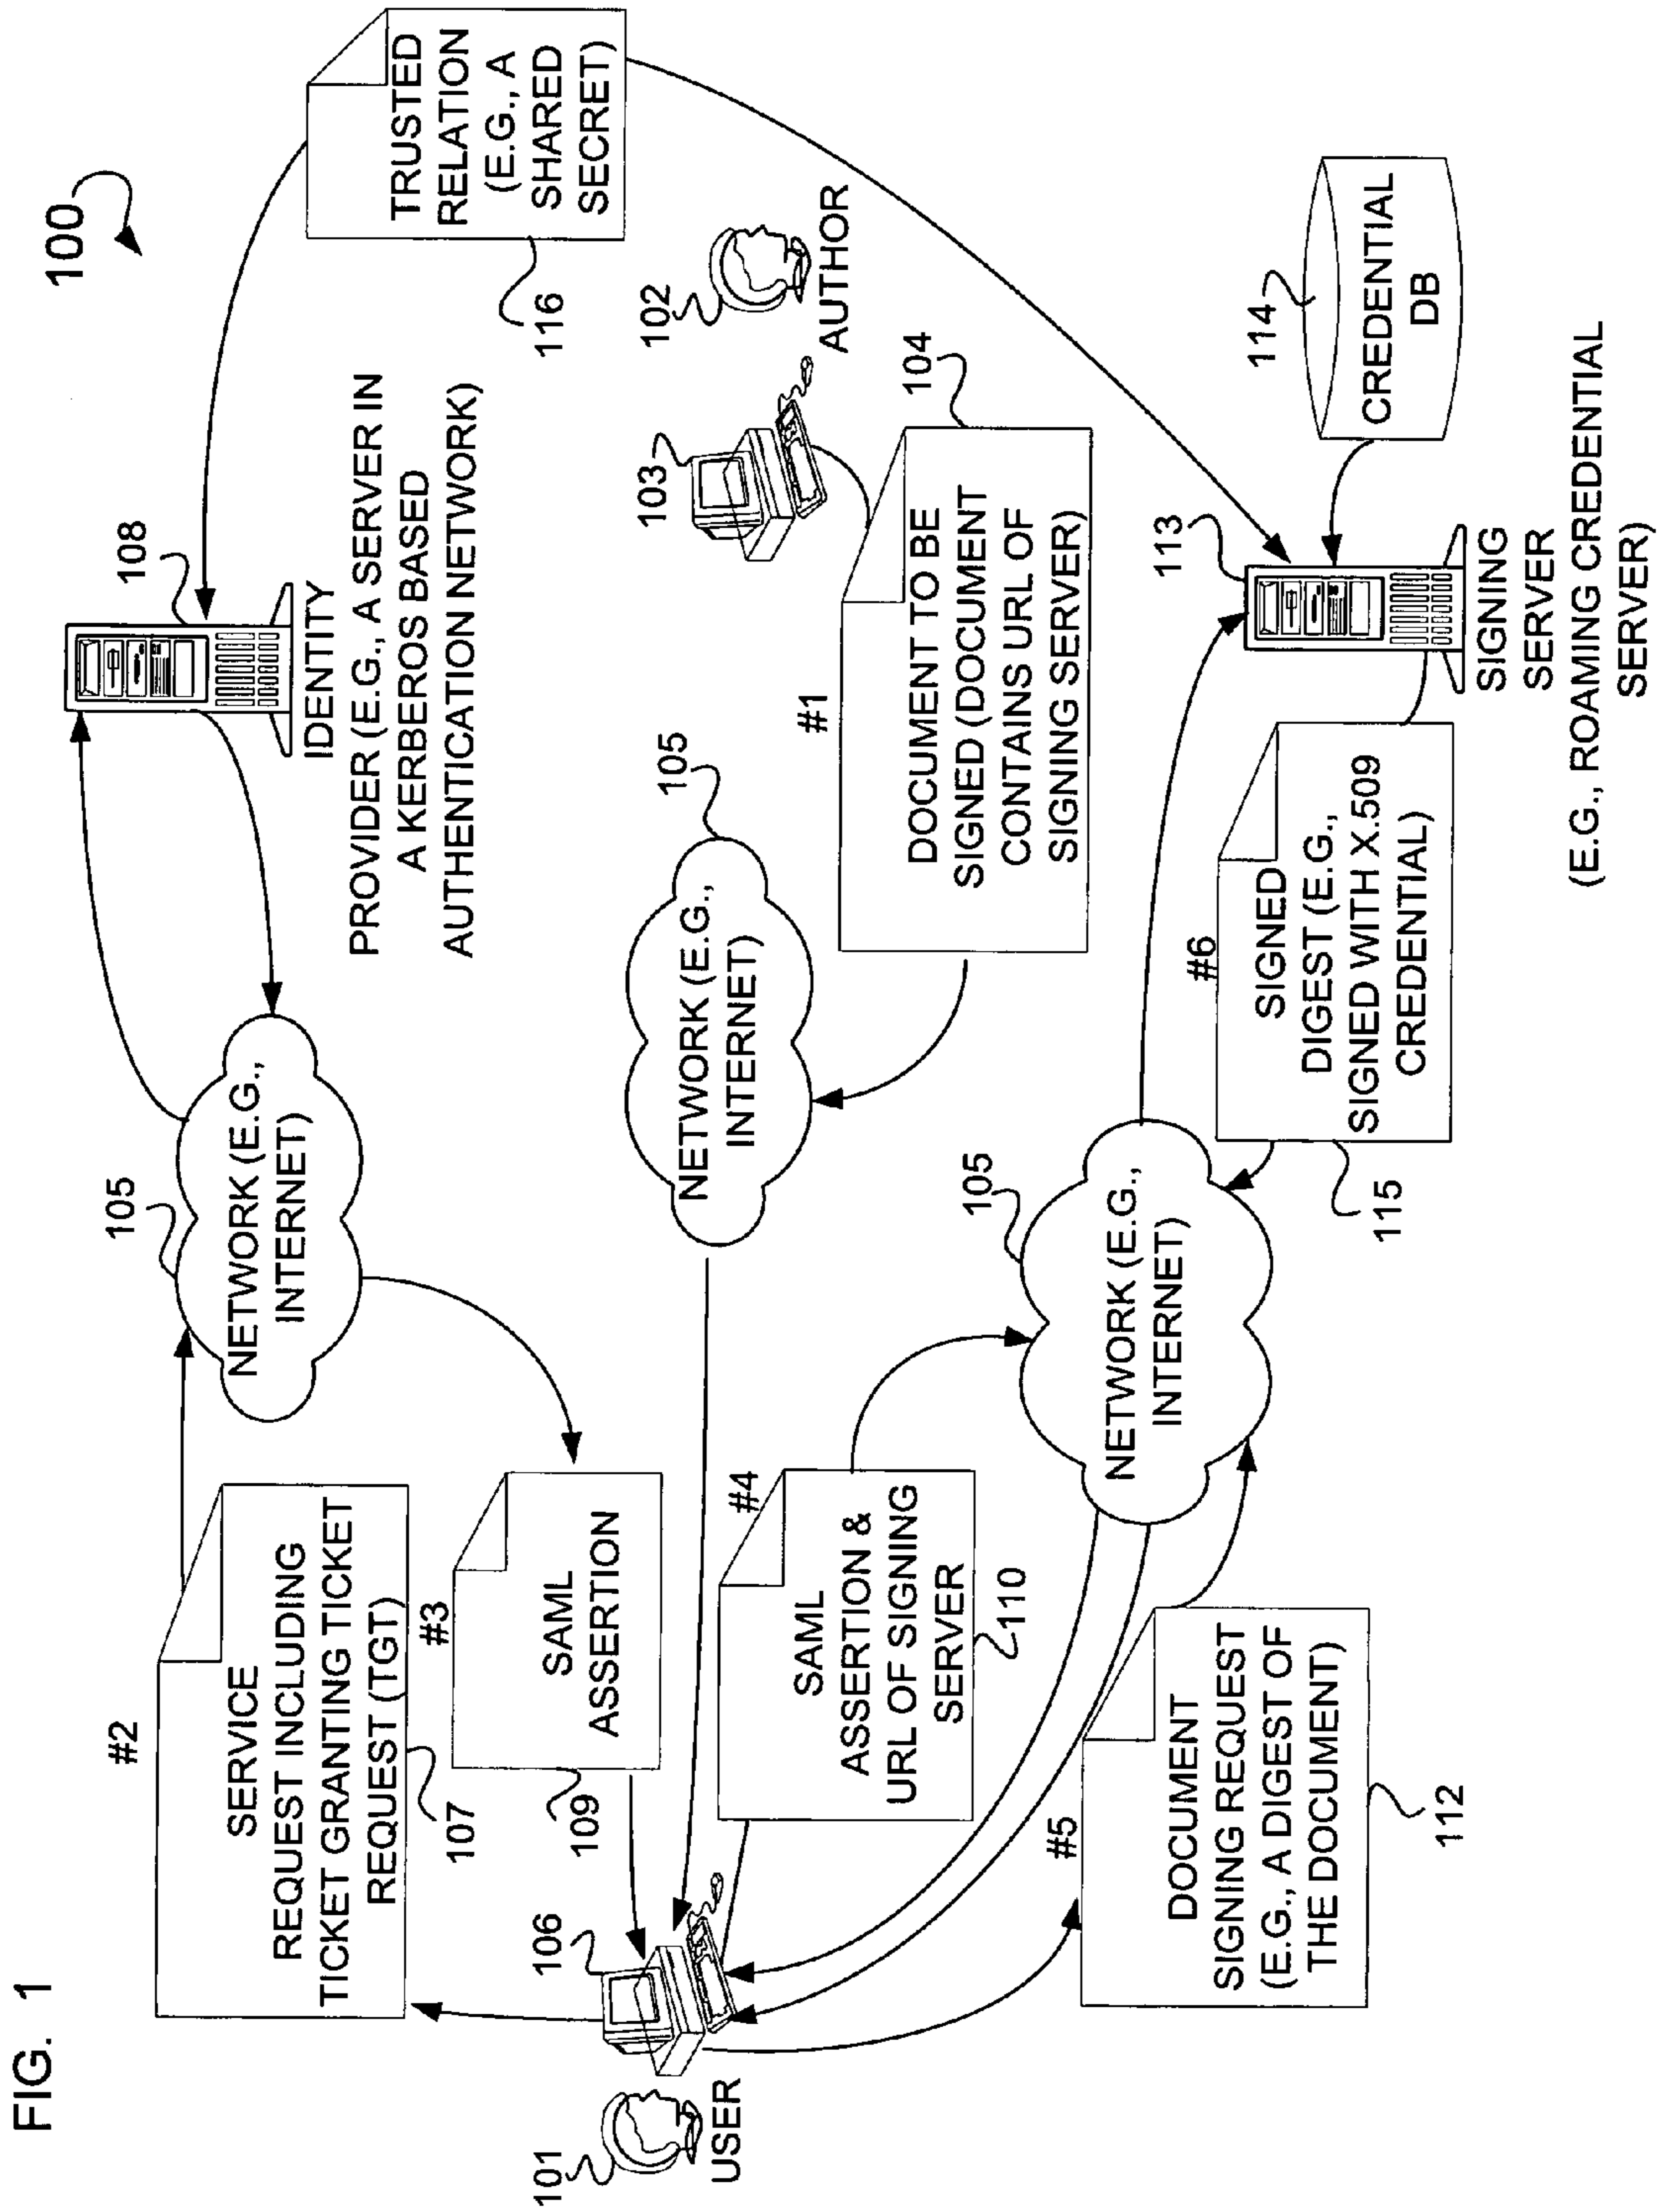 FIG. 1
100
#2
SERVICE
REQUEST INCLUDING
TICKET GRANTING TICKET
REQUEST (TGT)
107
105
NETWORK (E.G.,
INTERNET)
108
IDENTITY
PROVIDER (E.G., A SERVER IN
A KERBEROS BASED
AUTHENTICATION NETWORK)
TRUSTED
RELATION
(E.G., A
SHARED
SECRET)
116
#3
SAML
ASSERTION
109
101
USER
106
105
NETWORK (E.G.,
INTERNET)
103
102
AUTHOR
#1
DOCUMENT TO BE
SIGNED (DOCUMENT
CONTAINS URL OF
SIGNING SERVER)
104
#4
SAML
ASSERTION &
URL OF SIGNING
SERVER
110
105
NETWORK (E.G.,
INTERNET)
#5
DOCUMENT
SIGNING REQUEST
(E.G., A DIGEST OF
THE DOCUMENT)
112
#6
SIGNED
DIGEST (E.G.,
SIGNED WITH X.509
CREDENTIAL)
115
113
SIGNING
SERVER
(E.G., ROAMING CREDENTIAL
SERVER)
114
CREDENTIAL
DB